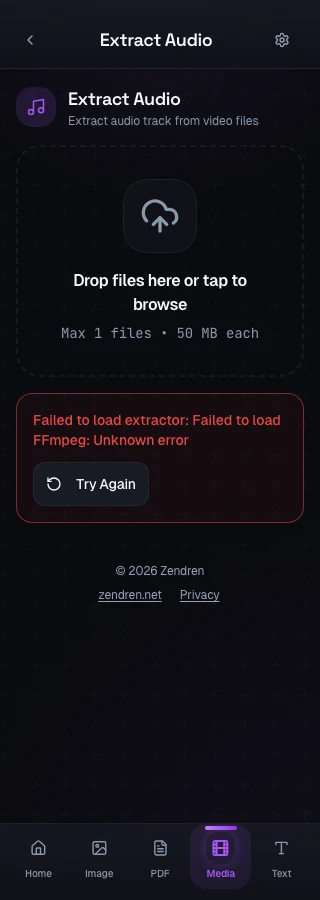 Extract Audio
Extract Audio
Extract audio track from video files
Drop files here or tap to
browse
Max 1 files • 50 MB each
Failed to load extractor: Failed to load
FFmpeg: Unknown error
Try Again
© 2026 Zendren
zendren.net Privacy
Home Image PDF Media Text